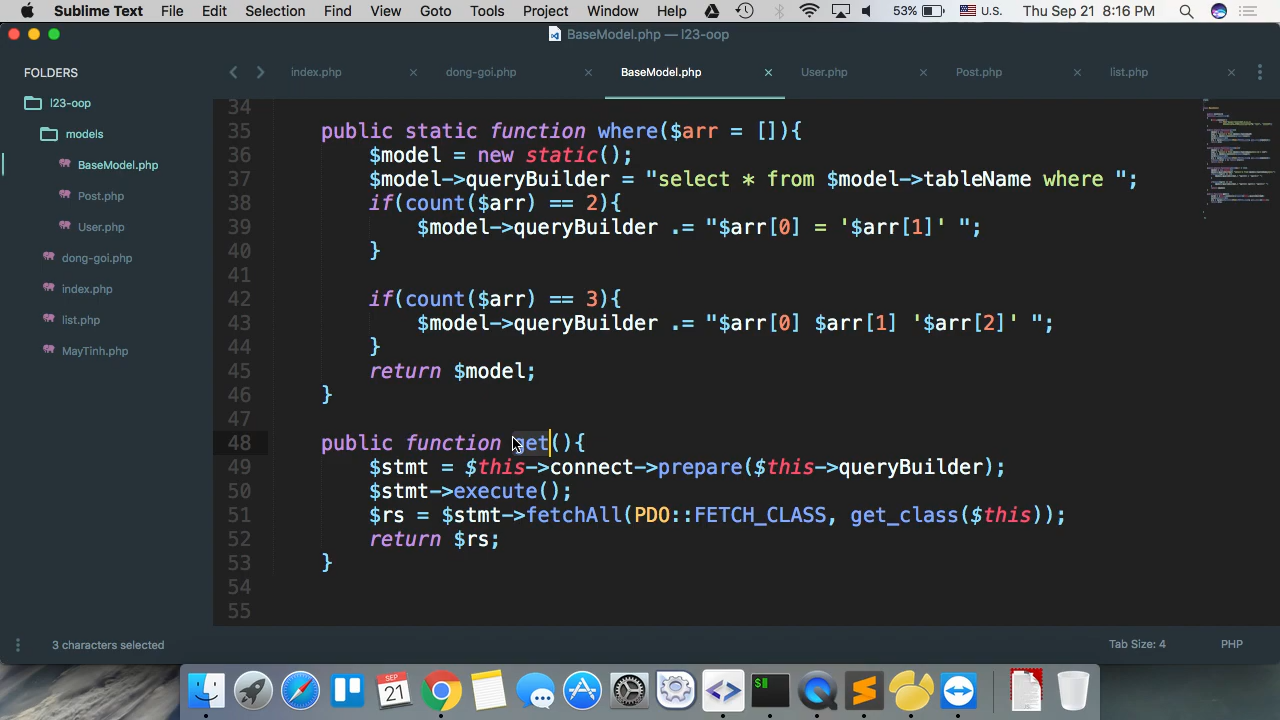 Sublime Text File Edit Selection Find View Goto Tools Project Window Help 53% U.S. Thu Sep 21 8:16 PM
BaseModel.php — l23-oop
FOLDERS
l23-oop
models
BaseModel.php
Post.php
User.php
dong-goi.php
index.php
list.php
MayTinh.php
index.php dong-goi.php BaseModel.php User.php Post.php list.php
34
35 public static function where($arr = []){
36 $model = new static();
37 $model->queryBuilder = "select * from $model->tableName where ";
38 if(count($arr) == 2){
39 $model->queryBuilder .= "$arr[0] = '$arr[1]' ";
40 }
41
42 if(count($arr) == 3){
43 $model->queryBuilder .= "$arr[0] $arr[1] '$arr[2]' ";
44 }
45 return $model;
46 }
47
48 public function get(){
49 $stmt = $this->connect->prepare($this->queryBuilder);
50 $stmt->execute();
51 $rs = $stmt->fetchAll(PDO::FETCH_CLASS, get_class($this));
52 return $rs;
53 }
54
55
3 characters selected Tab Size: 4 PHP
SEP
21